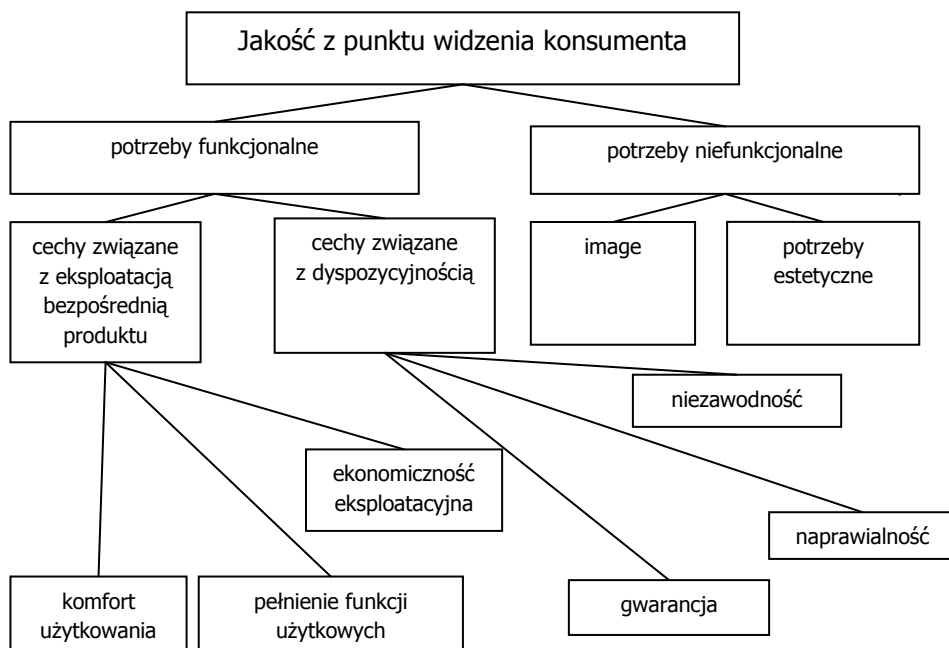 Jakość z punktu widzenia konsumenta
potrzeby funkcjonalne
potrzeby niefunkcjonalne
cechy związane
z eksploatacją
bezpośrednią
produktu
cechy związane
z dyspozycyjnością
image
potrzeby
estetyczne
niezawodność
ekonomiczność
eksploatacyjna
naprawialność
komfort
użytkowania
pełnienie funkcji
użytkowych
gwarancja